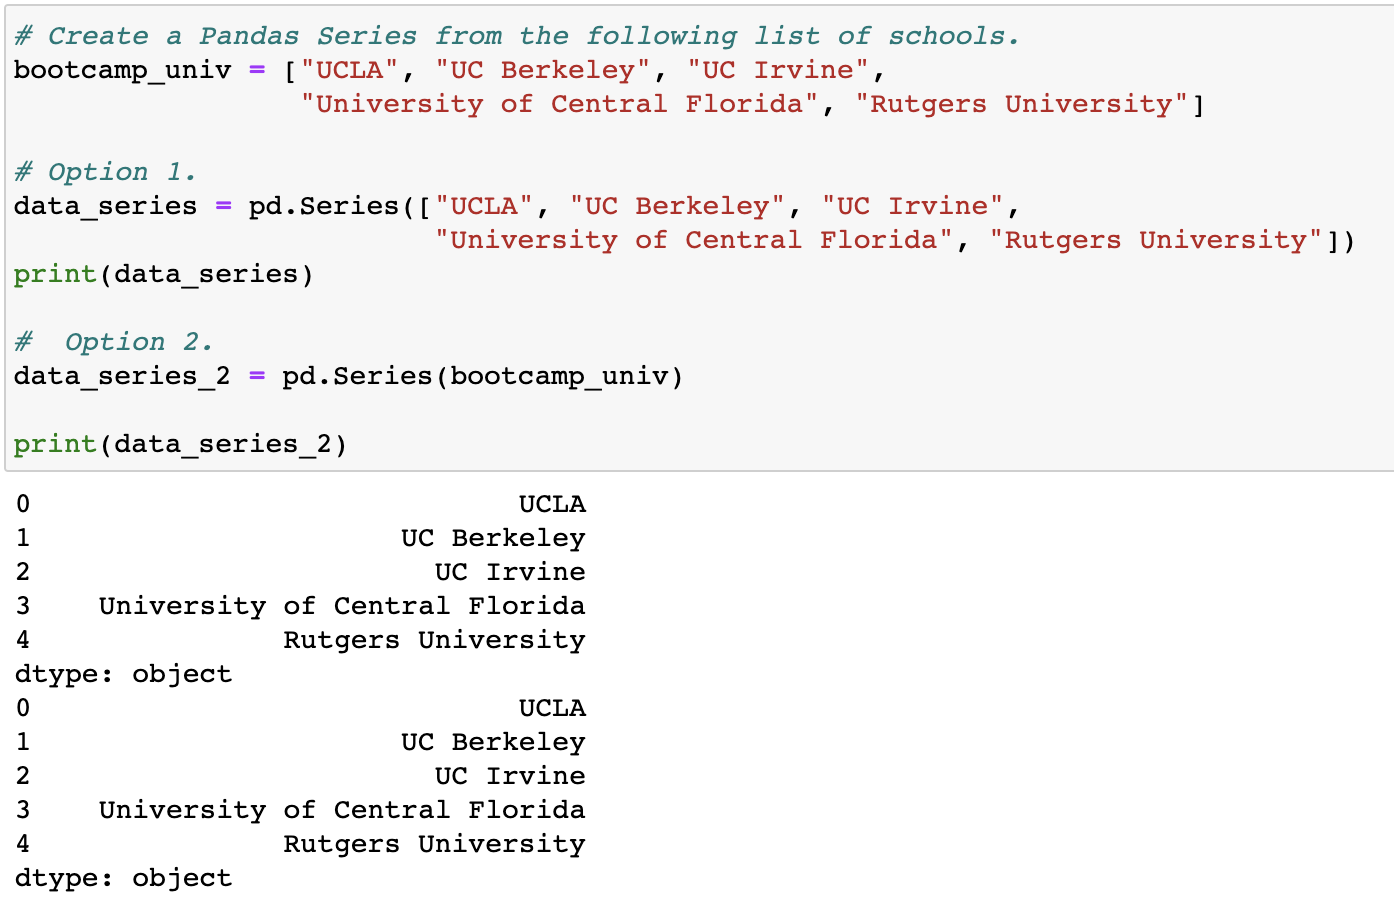 # Create a Pandas Series from the following list of schools.
bootcamp_univ = ["UCLA", "UC Berkeley", "UC Irvine",
                 "University of Central Florida", "Rutgers University"]

# Option 1.
data_series = pd.Series(["UCLA", "UC Berkeley", "UC Irvine",
                         "University of Central Florida", "Rutgers University"])
print(data_series)

#  Option 2.
data_series_2 = pd.Series(bootcamp_univ)

print(data_series_2)
0                             UCLA
1                      UC Berkeley
2                        UC Irvine
3    University of Central Florida
4               Rutgers University
dtype: object
0                             UCLA
1                      UC Berkeley
2                        UC Irvine
3    University of Central Florida
4               Rutgers University
dtype: object